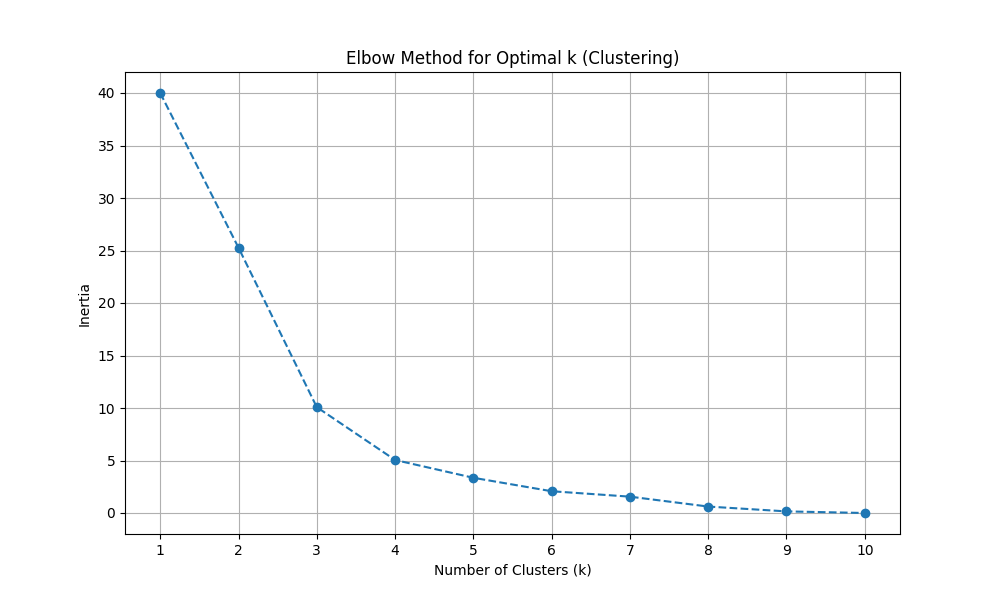 Elbow Method for Optimal k (Clustering)
40
35
30
25
20
15
10
5
0
Inertia
1 2 3 4 5 6 7 8 9 10
Number of Clusters (k)